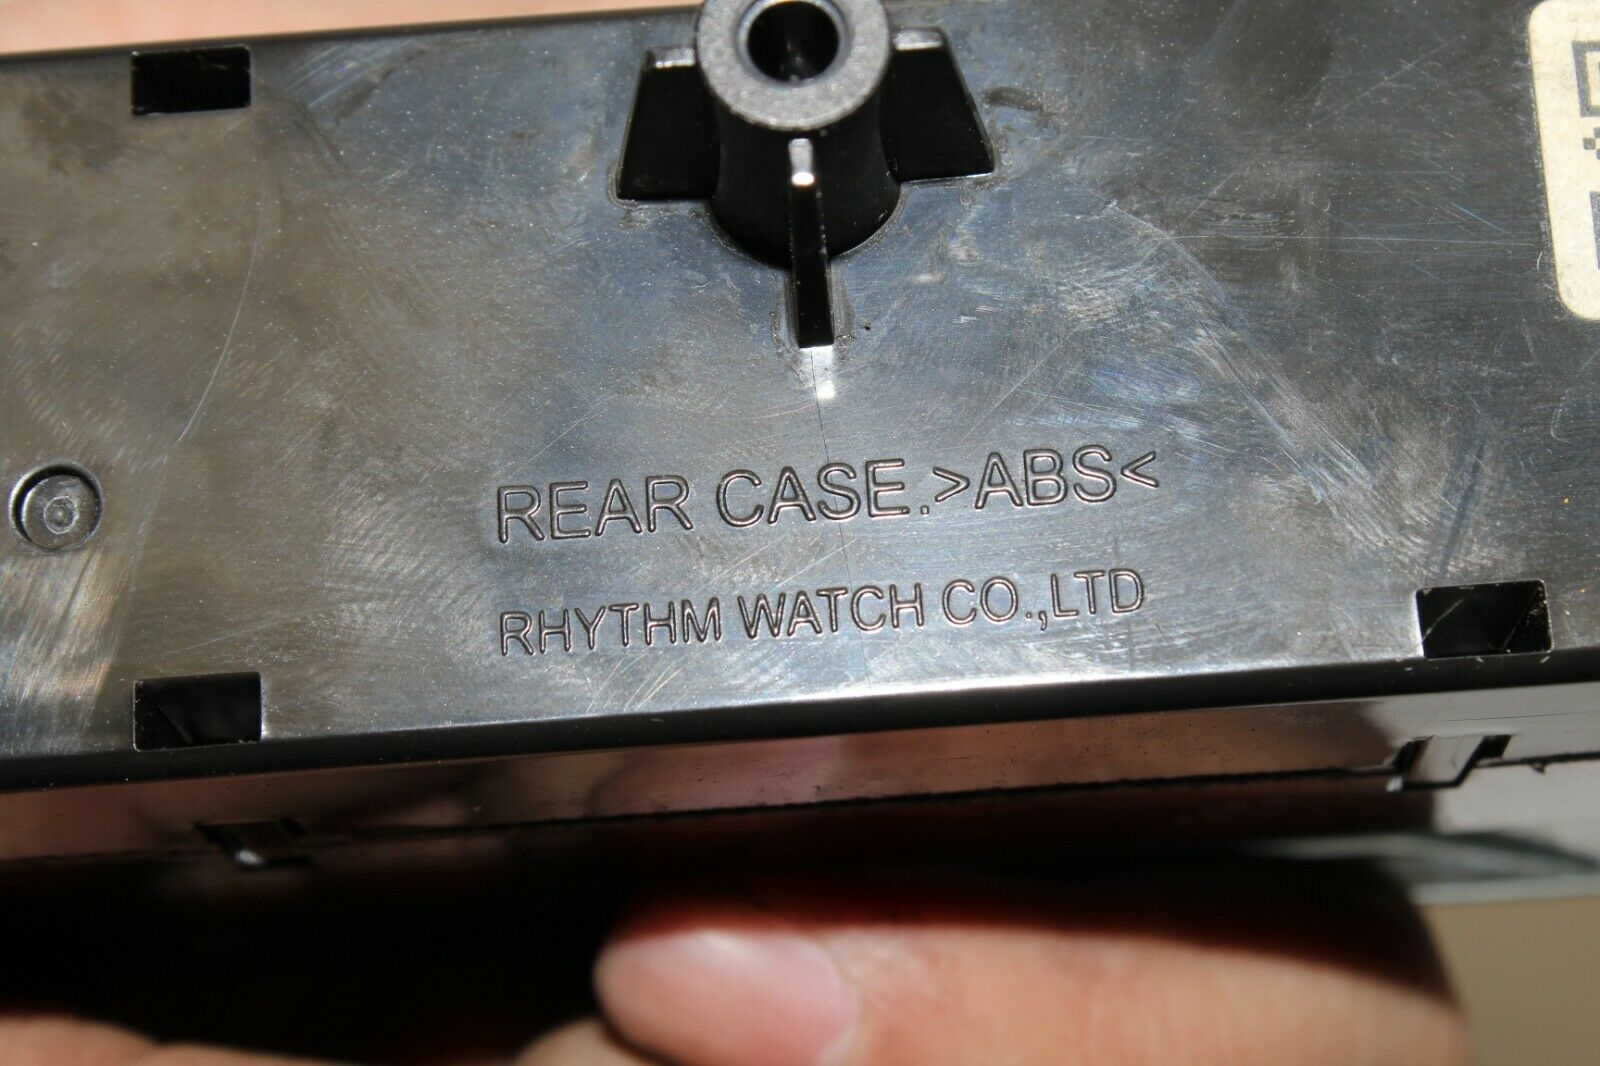 REAR CASE.>ABS<
RHYTHM WATCH CO.,LTD